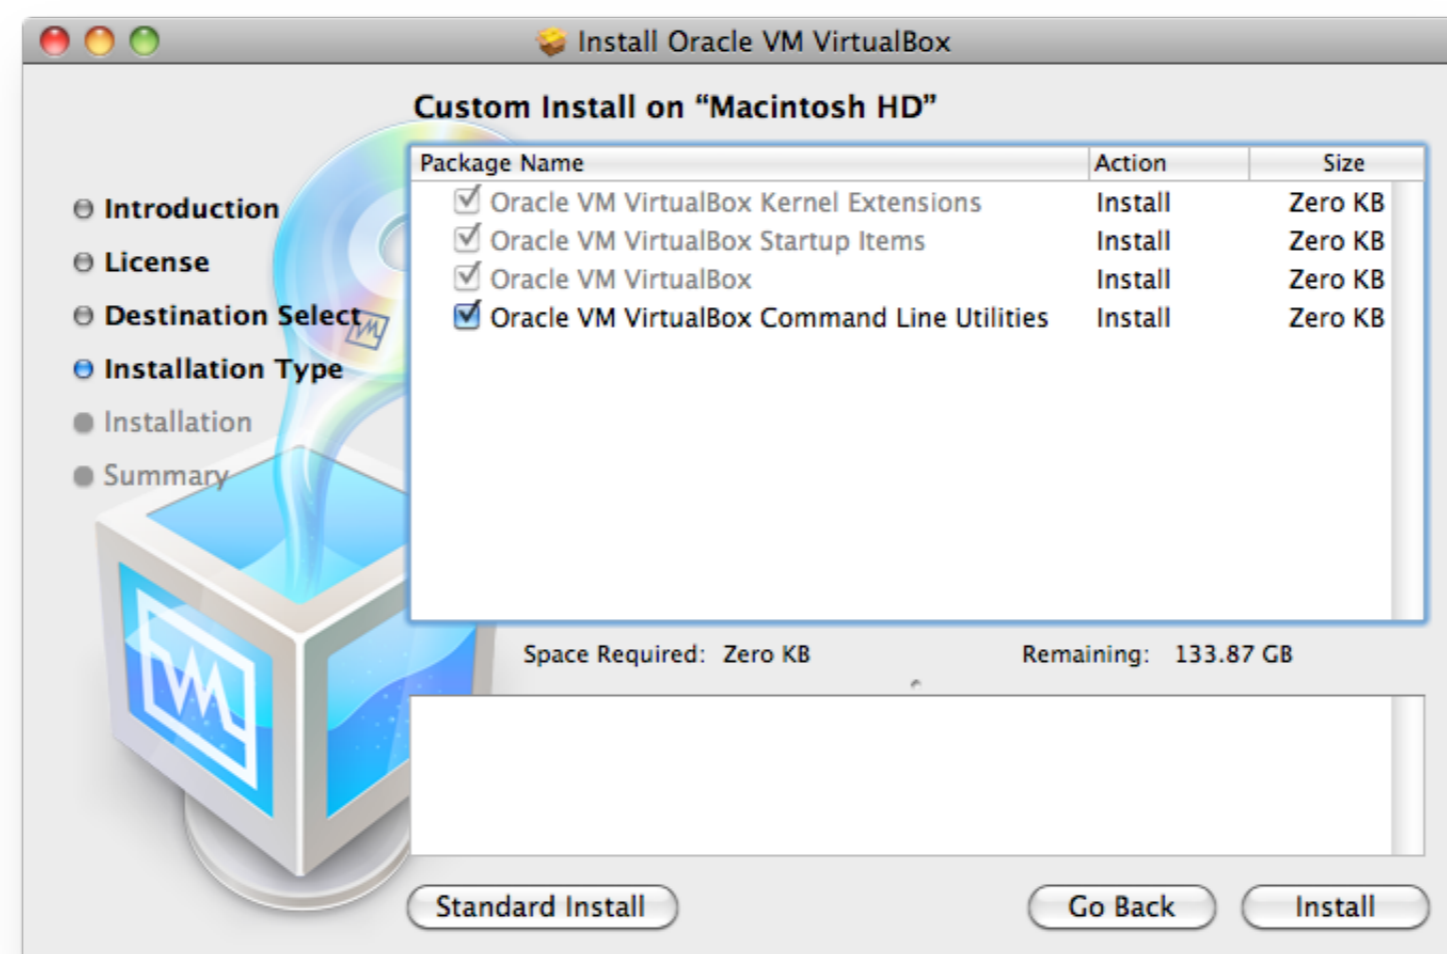 Install Oracle VM VirtualBox
Custom Install on “Macintosh HD”
Introduction
License
Destination Select
Installation Type
Installation
Summary
Package Name Action Size
Oracle VM VirtualBox Kernel Extensions Install Zero KB
Oracle VM VirtualBox Startup Items Install Zero KB
Oracle VM VirtualBox Install Zero KB
Oracle VM VirtualBox Command Line Utilities Install Zero KB
Space Required: Zero KB Remaining: 133.87 GB
Standard Install Go Back Install